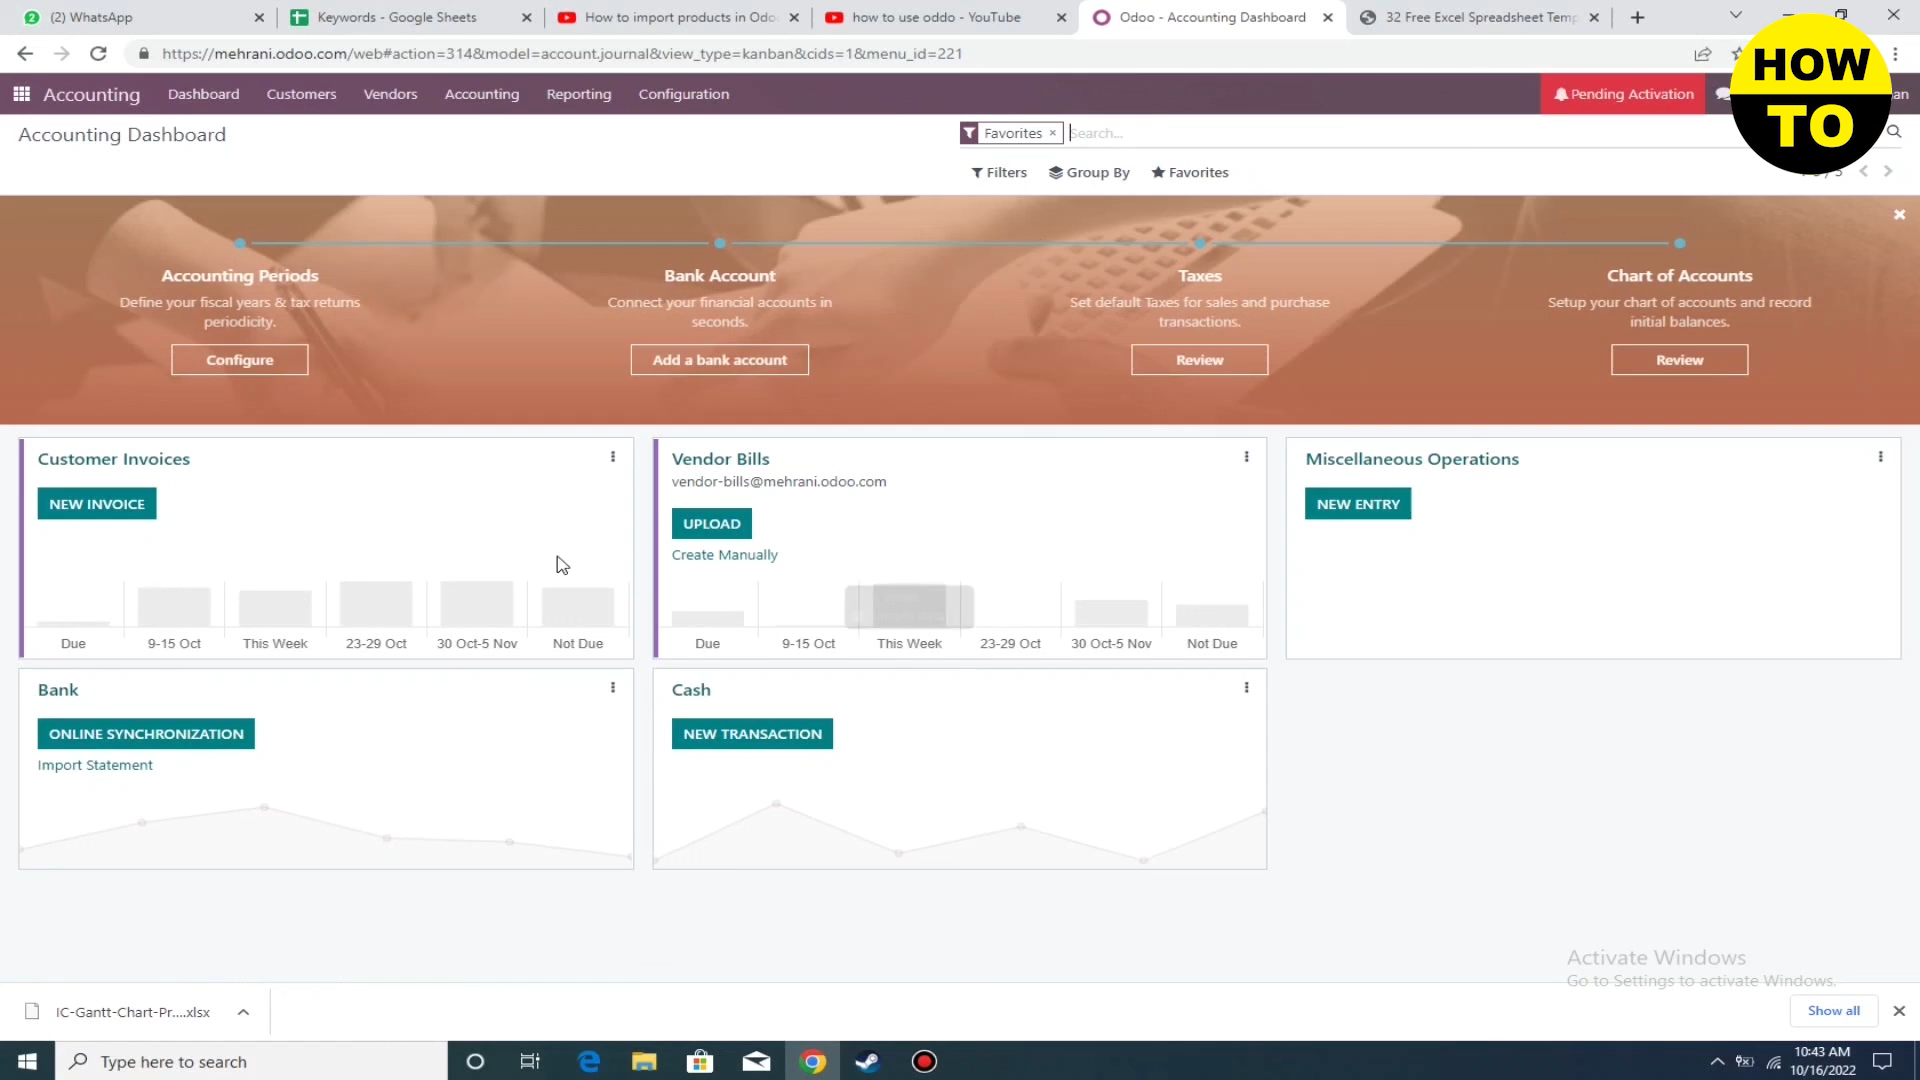 (2) WhatsApp
Keywords - Google Sheets
How to import products in Odo
how to use oddo - YouTube
Odoo - Accounting Dashboard
32 Free Excel Spreadsheet Temp
https://mehrani.odoo.com/web#action=314&model=account.journal&view_type=kanban&cids=1&menu_id=221
HOW
TO
Accounting
Dashboard
Customers
Vendors
Accounting
Reporting
Configuration
Pending Activation
Accounting Dashboard
Favorites ×
Search...
Filters
Group By
Favorites
Accounting Periods
Define your fiscal years & tax returns
periodicity.
Configure
Bank Account
Connect your financial accounts in
seconds.
Add a bank account
Taxes
Set default Taxes for sales and purchase
transactions.
Review
Chart of Accounts
Setup your chart of accounts and record
initial balances.
Review
Customer Invoices
NEW INVOICE
Due
9-15 Oct
This Week
23-29 Oct
30 Oct-5 Nov
Not Due
Vendor Bills
vendor-bills@mehrani.odoo.com
UPLOAD
Create Manually
Due
9-15 Oct
This Week
23-29 Oct
30 Oct-5 Nov
Not Due
Miscellaneous Operations
NEW ENTRY
Bank
ONLINE SYNCHRONIZATION
Import Statement
Cash
NEW TRANSACTION
Activate Windows
Go to Settings to activate Windows.
IC-Gantt-Chart-Pr....xlsx
Show all
Type here to search
10:43 AM
10/16/2022